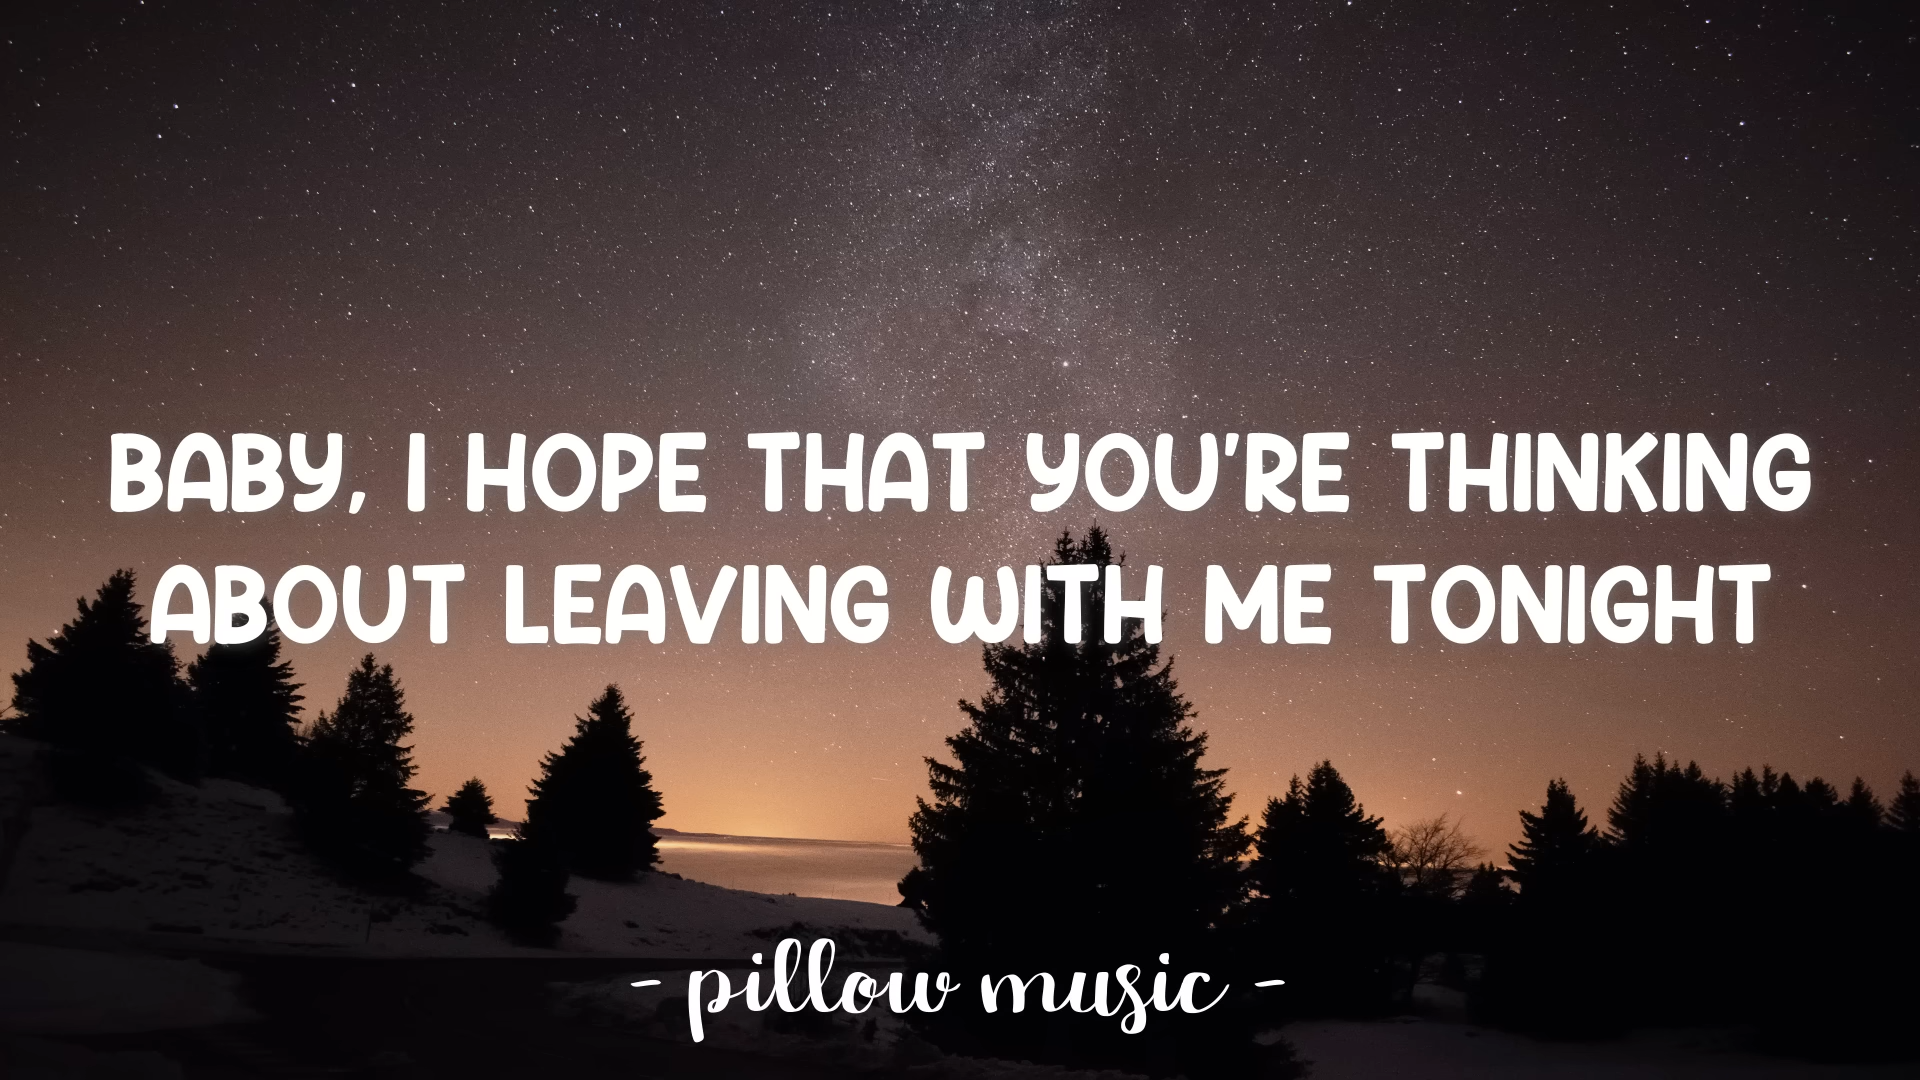 BABY, I HOPE THAT YOU'RE THINKING
ABOUT LEAVING WITH ME TONIGHT
- pillow music -